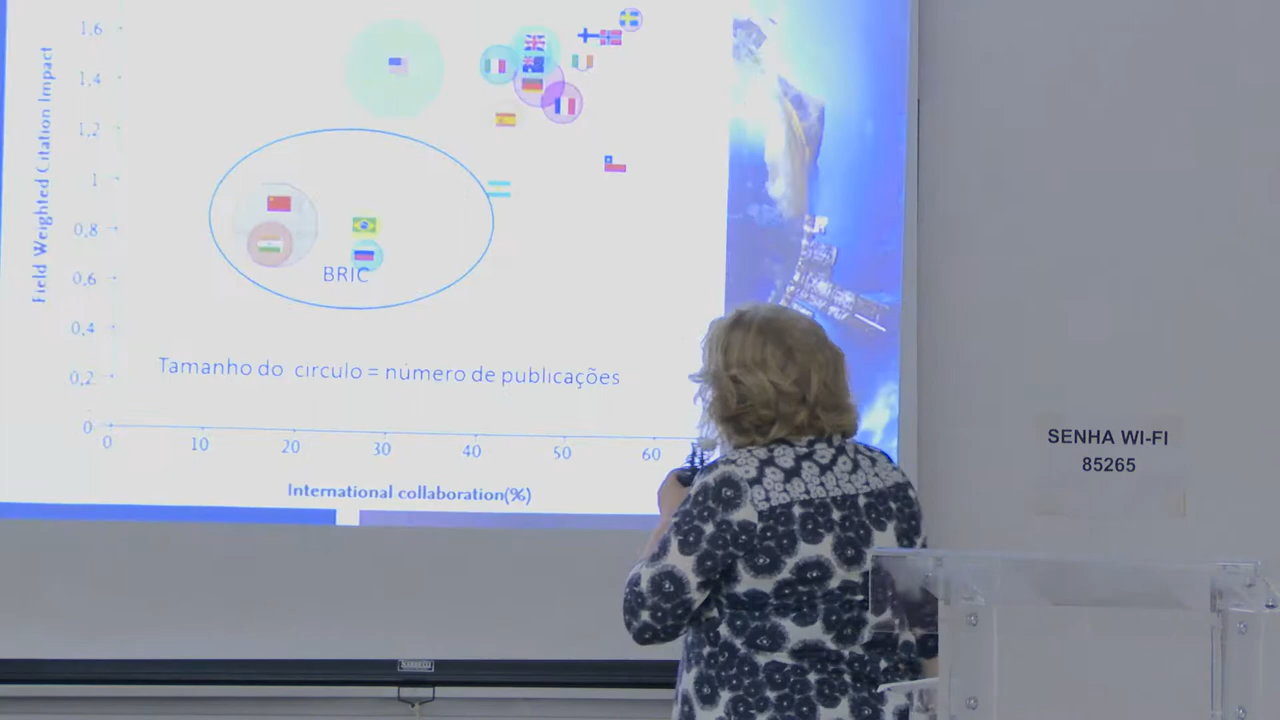 Field Weighted Citation Impact
1,6
1,4
1,2
1
0,8
0,6
0,4
0,2
0
BRIC
Tamanho do círculo = número de publicações
0 10 20 30 40 50 60
International collaboration(%)
SENHA WI-FI
85265